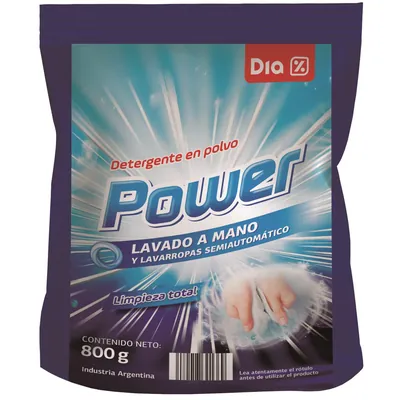 Dia %
Detergente en polvo
Power
LAVADO A MANO
Y LAVARROPAS SEMIAUTOMÁTICO
Limpieza total
CONTENIDO NETO:
800 g
Industria Argentina
Lea atentamente el rótulo
antes de utilizar el producto